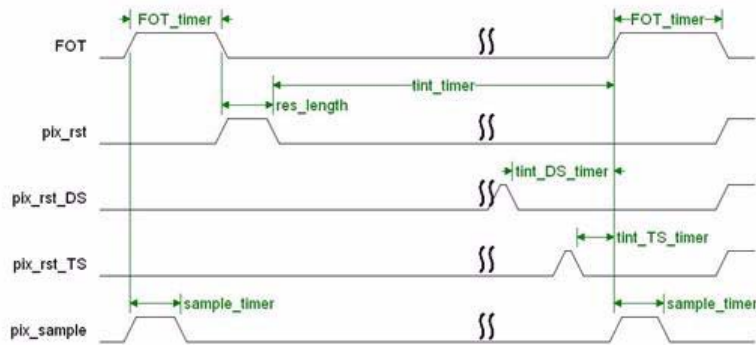 FOT_timer FOT_timer
FOT
tint_timer
res_length
pix_rst
tint_DS_timer
pix_rst_DS
tint_TS_timer
pix_rst_TS
sample_timer sample_timer
pix_sample